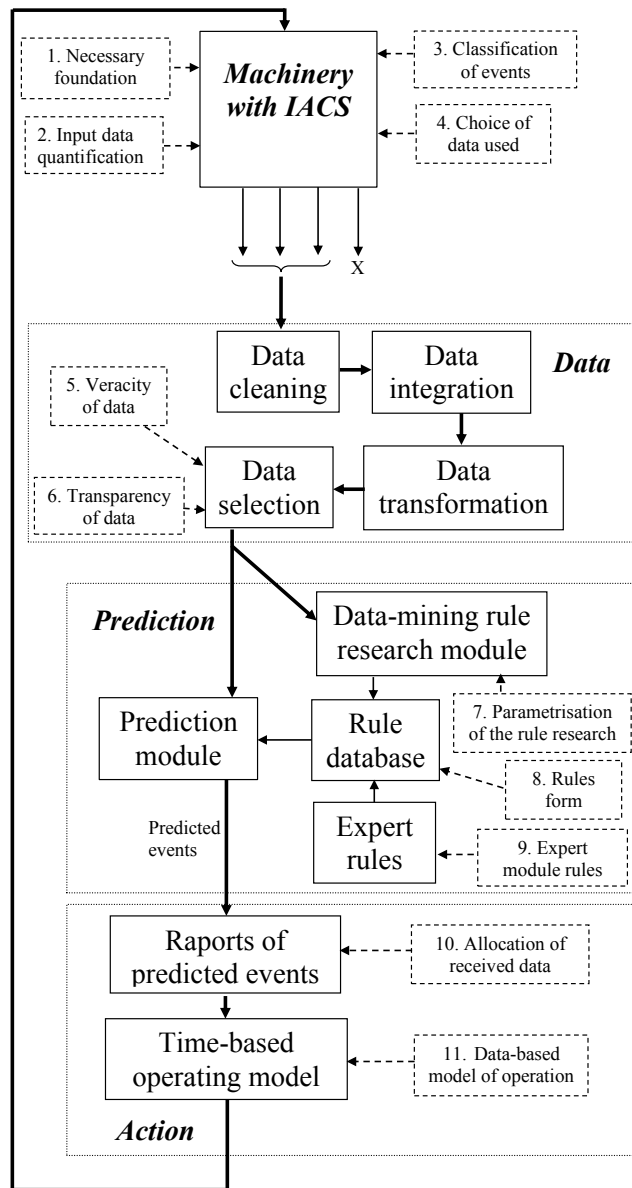 1. Necessary
foundation
2. Input data
quantification
Machinery
with IACS
3. Classification
of events
4. Choice of
data used
X
Data
cleaning
Data
integration
Data
5. Veracity
of data
6. Transparency
of data
Data
selection
Data
transformation
Prediction
Data-mining rule
research module
7. Parametrisation
of the rule research
Prediction
module
Rule
database
8. Rules
form
Predicted
events
Expert
rules
9. Expert
module rules
Raports of
predicted events
10. Allocation of
received data
Time-based
operating model
11. Data-based
model of operation
Action